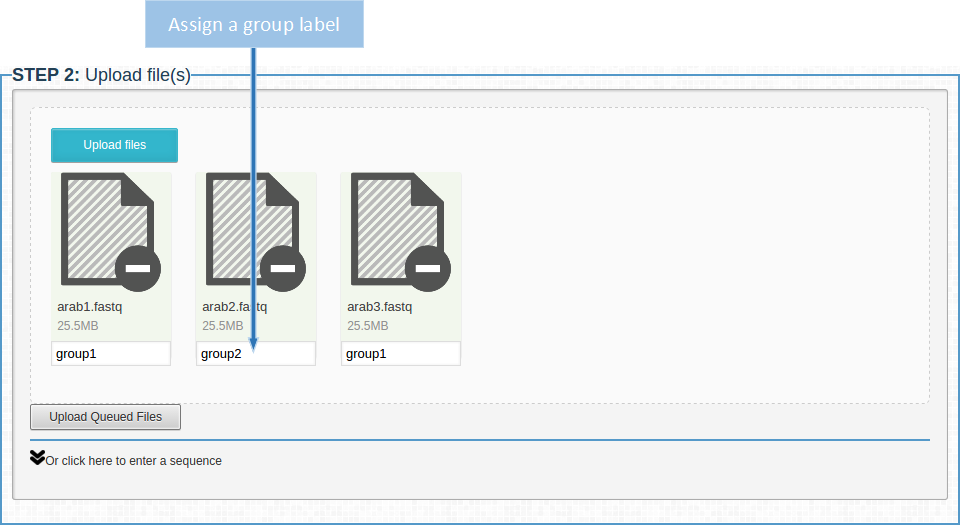 Assign a group label
STEP 2: Upload file(s)
Upload files
arab1.fastq
25.5MB
group1
arab2.fastq
25.5MB
group2
arab3.fastq
25.5MB
group1
Upload Queued Files
Or click here to enter a sequence